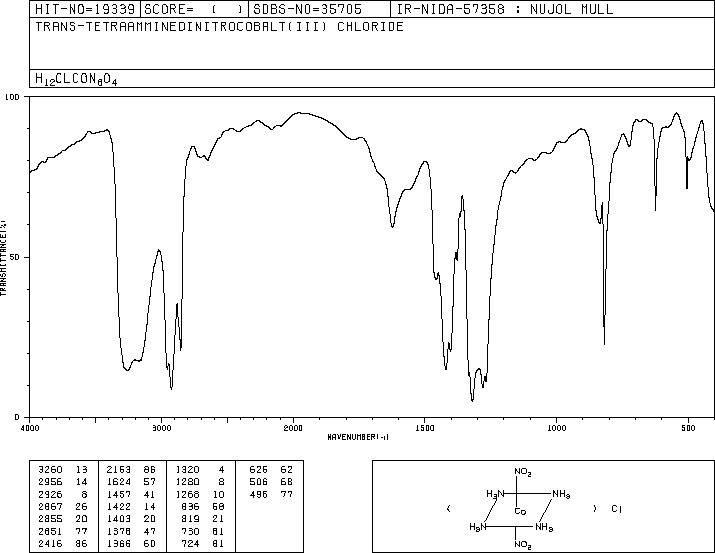 HIT-NO=19339 SCORE= ( ) SDBS-NO=35705 IR-NIDA-57358 : NUJOL MULL
TRANS-TETRAAMMINEDINITROCOBALT(III) CHLORIDE
H12CLCON6O4
100
50
0
TRANSMITTANCE(%)
4000 3000 2000 1500 1000 500
WAVENUMBER(-1)
3260 13 2163 86 1320 4 626 62
2956 14 1624 57 1280 8 506 68
2926 8 1457 41 1268 10 496 77
2867 26 1422 14 836 58
2855 20 1403 20 819 21
2651 77 1378 47 730 81
2416 86 1366 60 724 81
NO2
H3N NH3
( Co ) Cl
H3N NH3
NO2